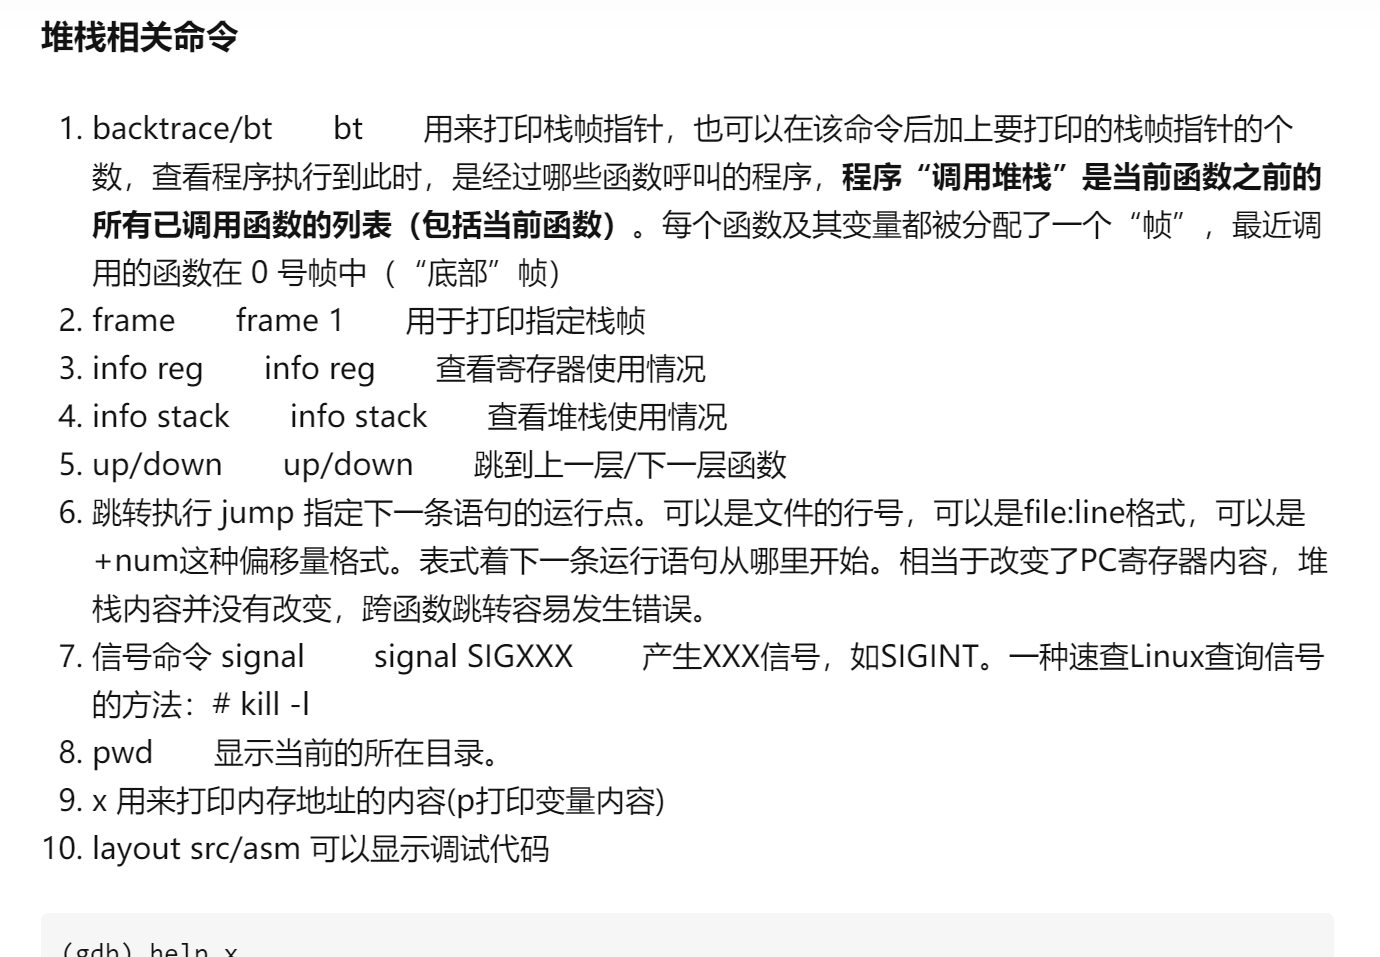 堆栈相关命令
1. backtrace/bt  bt  用来打印栈帧指针，也可以在该命令后加上要打印的栈帧指针的个
数，查看程序执行到此时，是经过哪些函数呼叫的程序，程序“调用堆栈”是当前函数之前的
所有已调用函数的列表（包括当前函数）。每个函数及其变量都被分配了一个“帧”，最近调
用的函数在 0 号帧中（“底部”帧）
2. frame  frame 1  用于打印指定栈帧
3. info reg  info reg  查看寄存器使用情况
4. info stack  info stack  查看堆栈使用情况
5. up/down  up/down  跳到上一层/下一层函数
6. 跳转执行 jump 指定下一条语句的运行点。可以是文件的行号，可以是file:line格式，可以是
+num这种偏移量格式。表式着下一条运行语句从哪里开始。相当于改变了PC寄存器内容，堆
栈内容并没有改变，跨函数跳转容易发生错误。
7. 信号命令 signal  signal SIGXXX  产生XXX信号，如SIGINT。一种速查Linux查询信号
的方法：# kill -l
8. pwd  显示当前的所在目录。
9. x 用来打印内存地址的内容(p打印变量内容)
10. layout src/asm 可以显示调试代码
(gdb) help x